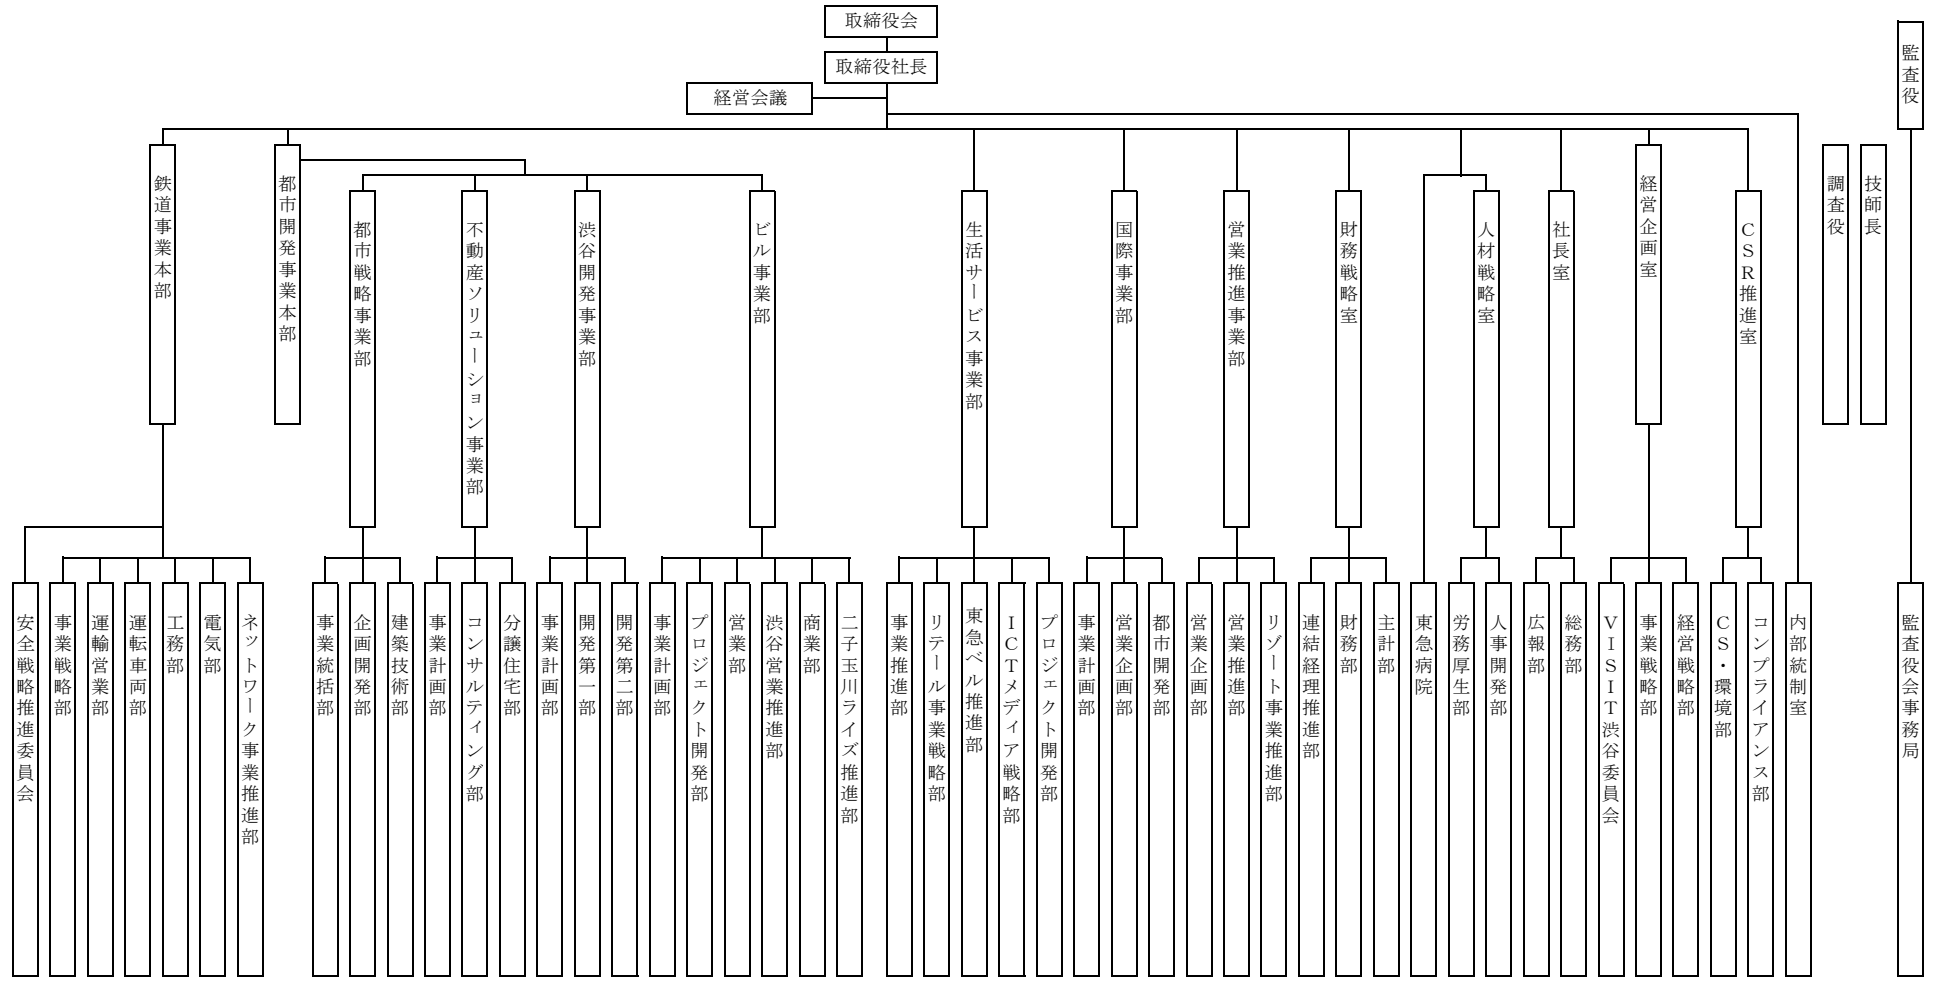 取締役会
取締役社長
経営会議
監査役
鉄道事業本部
都市開発事業本部
経営企画室
調査役
技師長
都市戦略事業部
不動産ソリューション事業部
渋谷開発事業部
ビル事業部
生活サービス事業部
国際事業部
営業推進事業部
財務戦略室
人材戦略室
社長室
CSR推進室
安全戦略推進委員会
事業戦略部
運輸営業部
運転車両部
工務部
電気部
ネットワーク事業推進部
事業統括部
企画開発部
建築技術部
事業計画部
コンサルティング部
分譲住宅部
事業計画部
開発第一部
開発第二部
事業計画部
プロジェクト開発部
営業部
渋谷営業推進部
商業部
二子玉川ライズ推進部
事業推進部
リテール事業戦略部
東急ベル推進部
ICTメディア戦略部
プロジェクト開発部
事業計画部
営業企画部
都市開発部
営業企画部
営業推進部
リゾート事業推進部
連結経理推進部
財務部
主計部
東急病院
労務厚生部
人事開発部
広報部
総務部
VISIT渋谷委員会
事業戦略部
経営戦略部
CS・環境部
コンプライアンス部
内部統制室
監査役会事務局